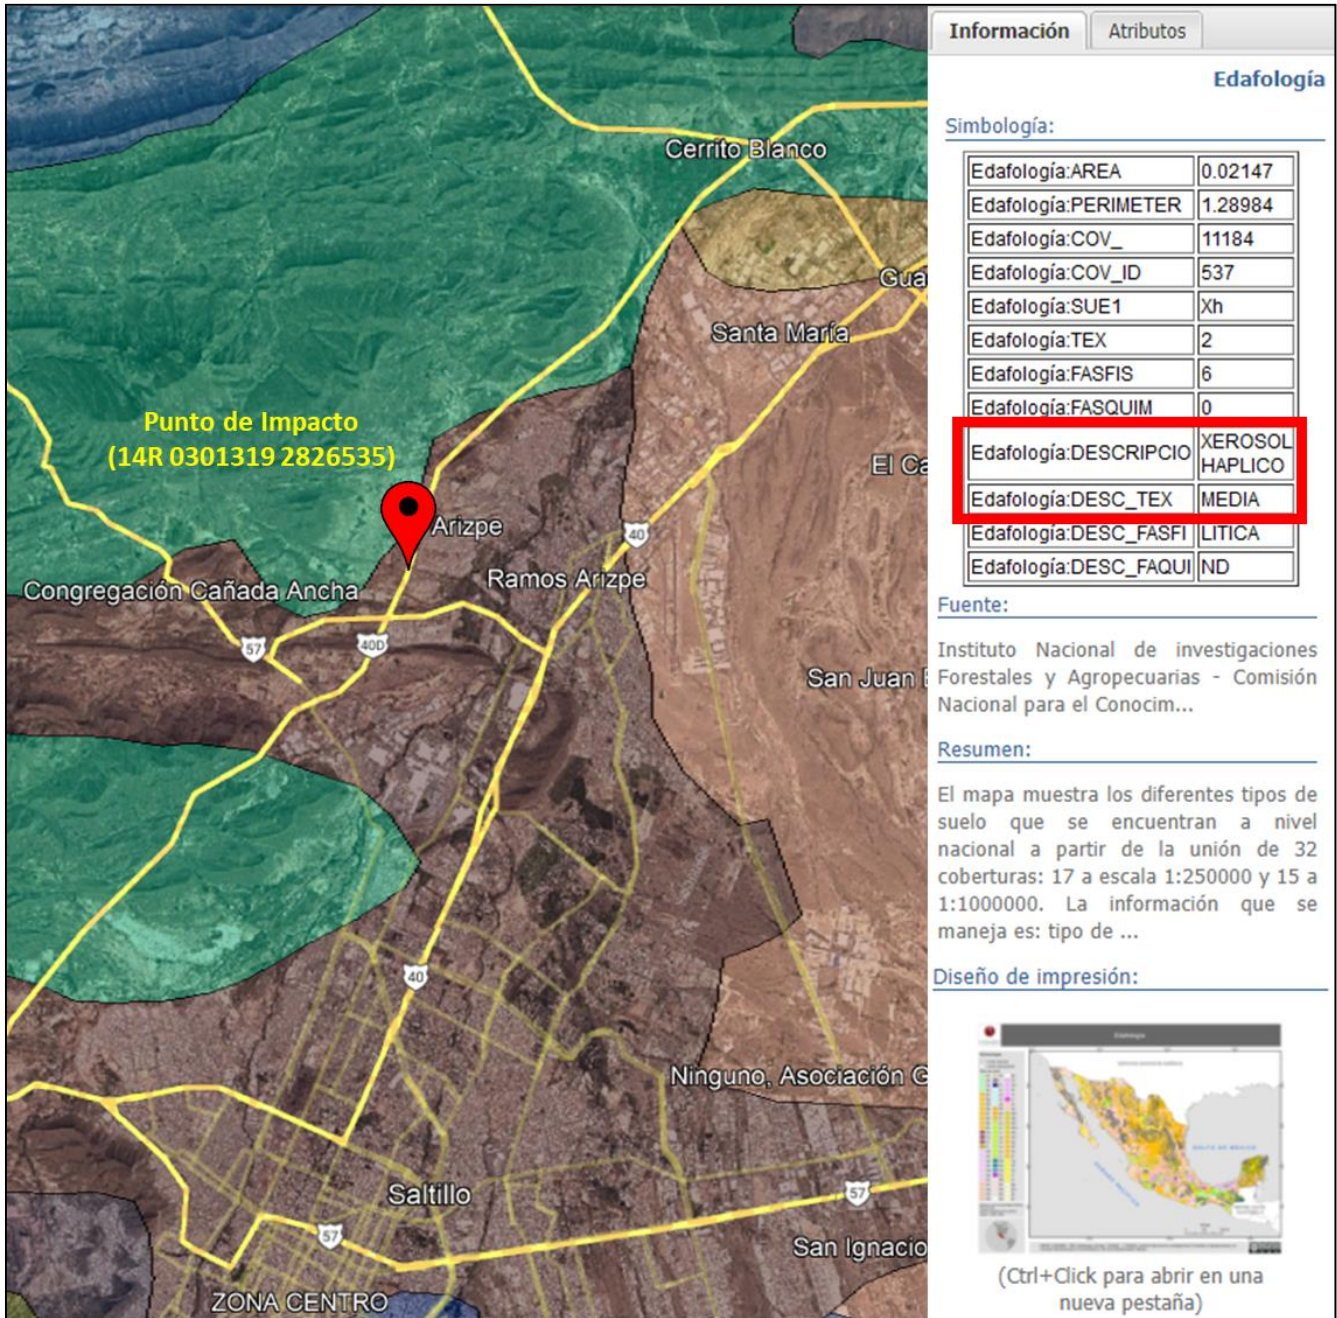 Cerrito Blanco
Gua
Santa María
Punto de Impacto
(14R 0301319 2826535)
El Ca
Arizpe
40
Ramos Arizpe
Congregación Cañada Ancha
57
40D
San Juan
40
Ninguno, Asociación G
Saltillo
57
57
San Ignacio
ZONA CENTRO
Información
Atributos
Edafología
Simbología:
Edafología:AREA 0.02147
Edafología:PERIMETER 1.28984
Edafología:COV_ 11184
Edafología:COV_ID 537
Edafología:SUE1 Xh
Edafología:TEX 2
Edafología:FASFIS 6
Edafología:FASQUIM 0
Edafología:DESCRIPCIO XEROSOL
HAPLICO
Edafología:DESC_TEX MEDIA
Edafología:DESC_FASFI LITICA
Edafología:DESC_FAQUI ND
Fuente:
Instituto Nacional de investigaciones
Forestales y Agropecuarias - Comisión
Nacional para el Conocim...
Resumen:
El mapa muestra los diferentes tipos de
suelo que se encuentran a nivel
nacional a partir de la unión de 32
coberturas: 17 a escala 1:250000 y 15 a
1:1000000. La información que se
maneja es: tipo de ...
Diseño de impresión:
(Ctrl+Click para abrir en una
nueva pestaña)